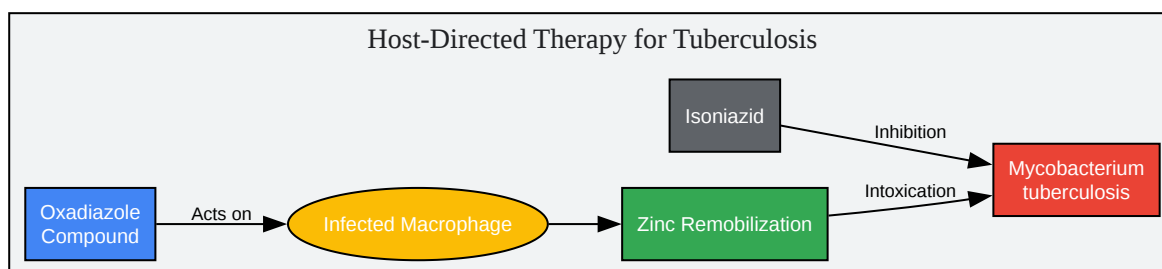 Host-Directed Therapy for Tuberculosis
Isoniazid
Inhibition
Mycobacterium
tuberculosis
Oxadiazole
Compound
Acts on
Infected Macrophage
Zinc Remobilization
Intoxication